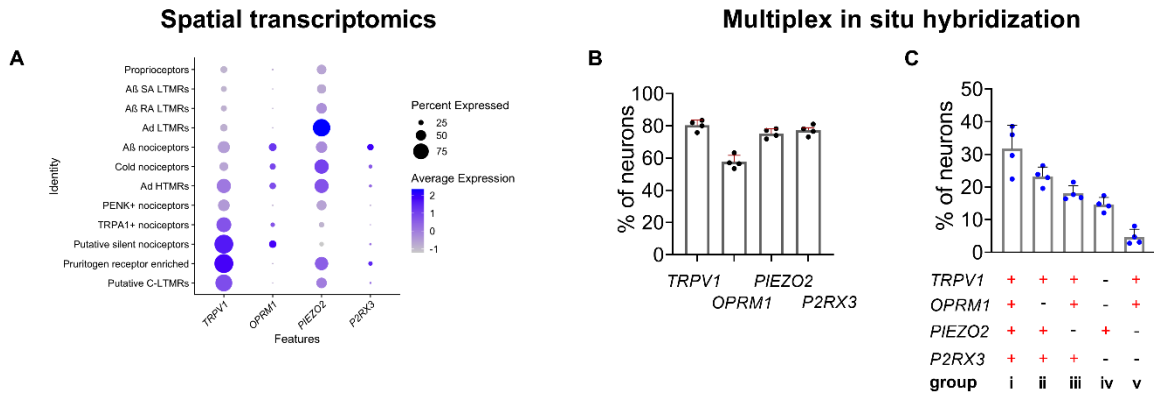 Spatial transcriptomics
Multiplex in situ hybridization
A
Proprioceptors
Aß SA LTMRs
Aß RA LTMRs
Ad LTMRs
Aß nociceptors
Cold nociceptors
Ad HTMRs
PENK+ nociceptors
TRPA1+ nociceptors
Putative silent nociceptors
Pruritogen receptor enriched
Putative C-LTMRs
Identity
TRPV1
OPRM1
PIEZO2
P2RX3
Features
Percent Expressed
25
50
75
Average Expression
2
1
0
-1
B
% of neurons
100
80
60
40
20
0
TRPV1
OPRM1
PIEZO2
P2RX3
C
% of neurons
50
40
30
20
10
0
TRPV1 + + + - +
OPRM1 + - + - +
PIEZO2 + + - + -
P2RX3 + + + - -
group i ii iii iv v